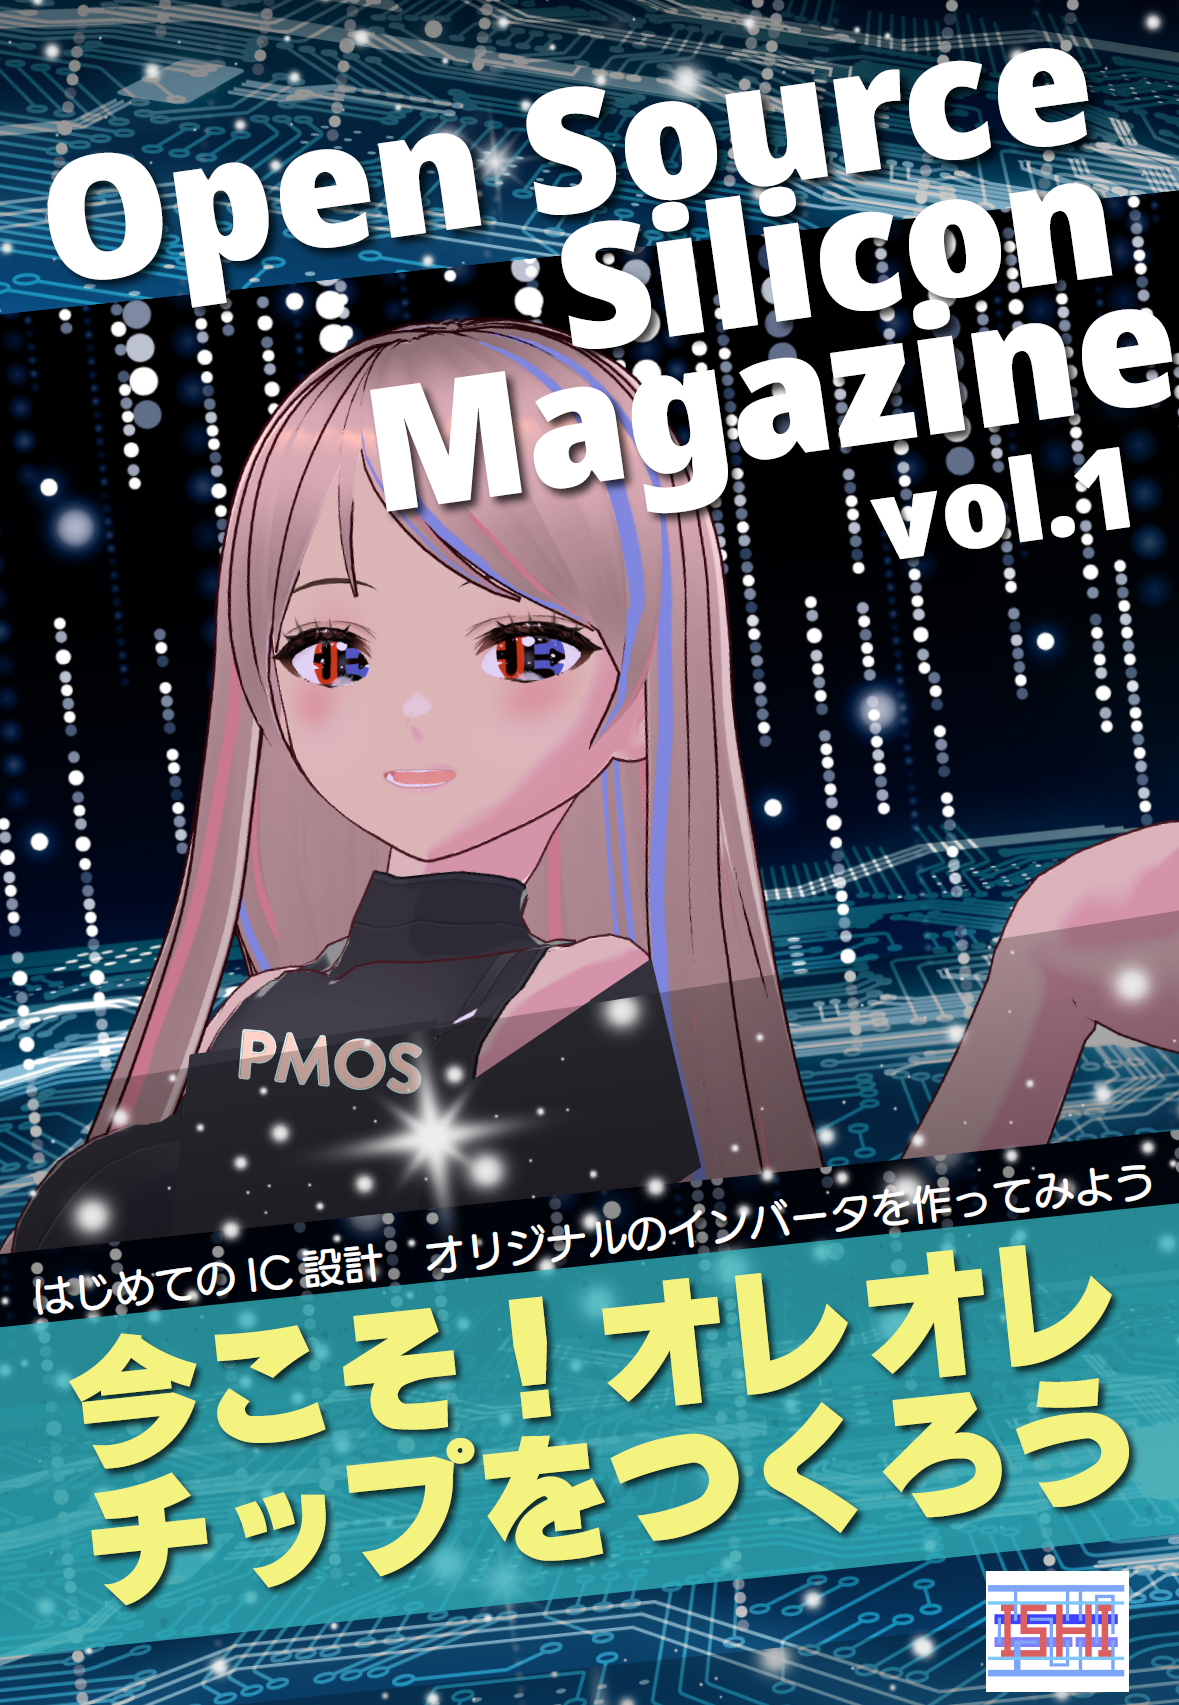 Open Source
Silicon
Magazine
vol.1
PMOS
はじめてのIC設計　オリジナルのインバータを作ってみよう
今こそ！オレオレ
チップをつくろう
ISHI